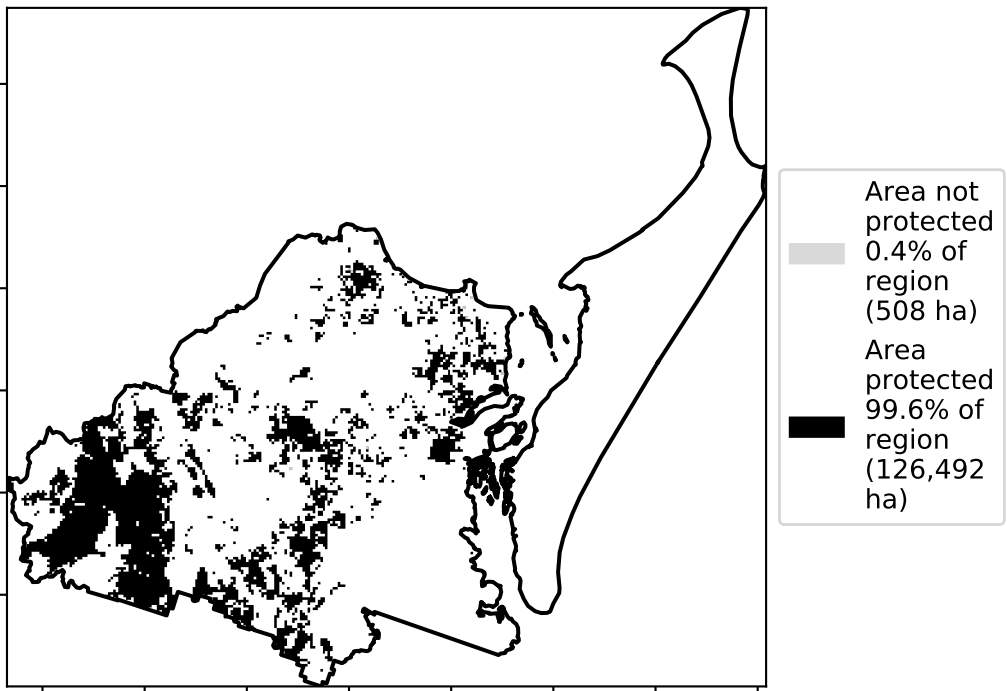 Area not
protected
0.4% of
region
(508 ha)
Area
protected
99.6% of
region
(126,492
ha)